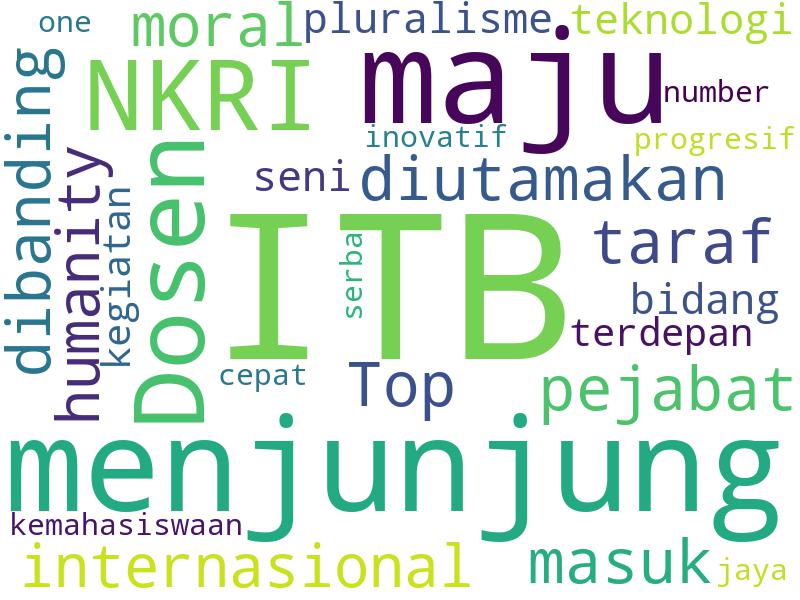 one
moral
pluralisme
teknologi
NKRI
maju
number
dibanding
inovatif
progresif
humanity
kegiatan
Dosen
seni
diutamakan
ITB
serba
taraf
bidang
terdepan
cepat
Top
pejabat
menjunjung
kemahasiswaan
internasional
masuk
jaya